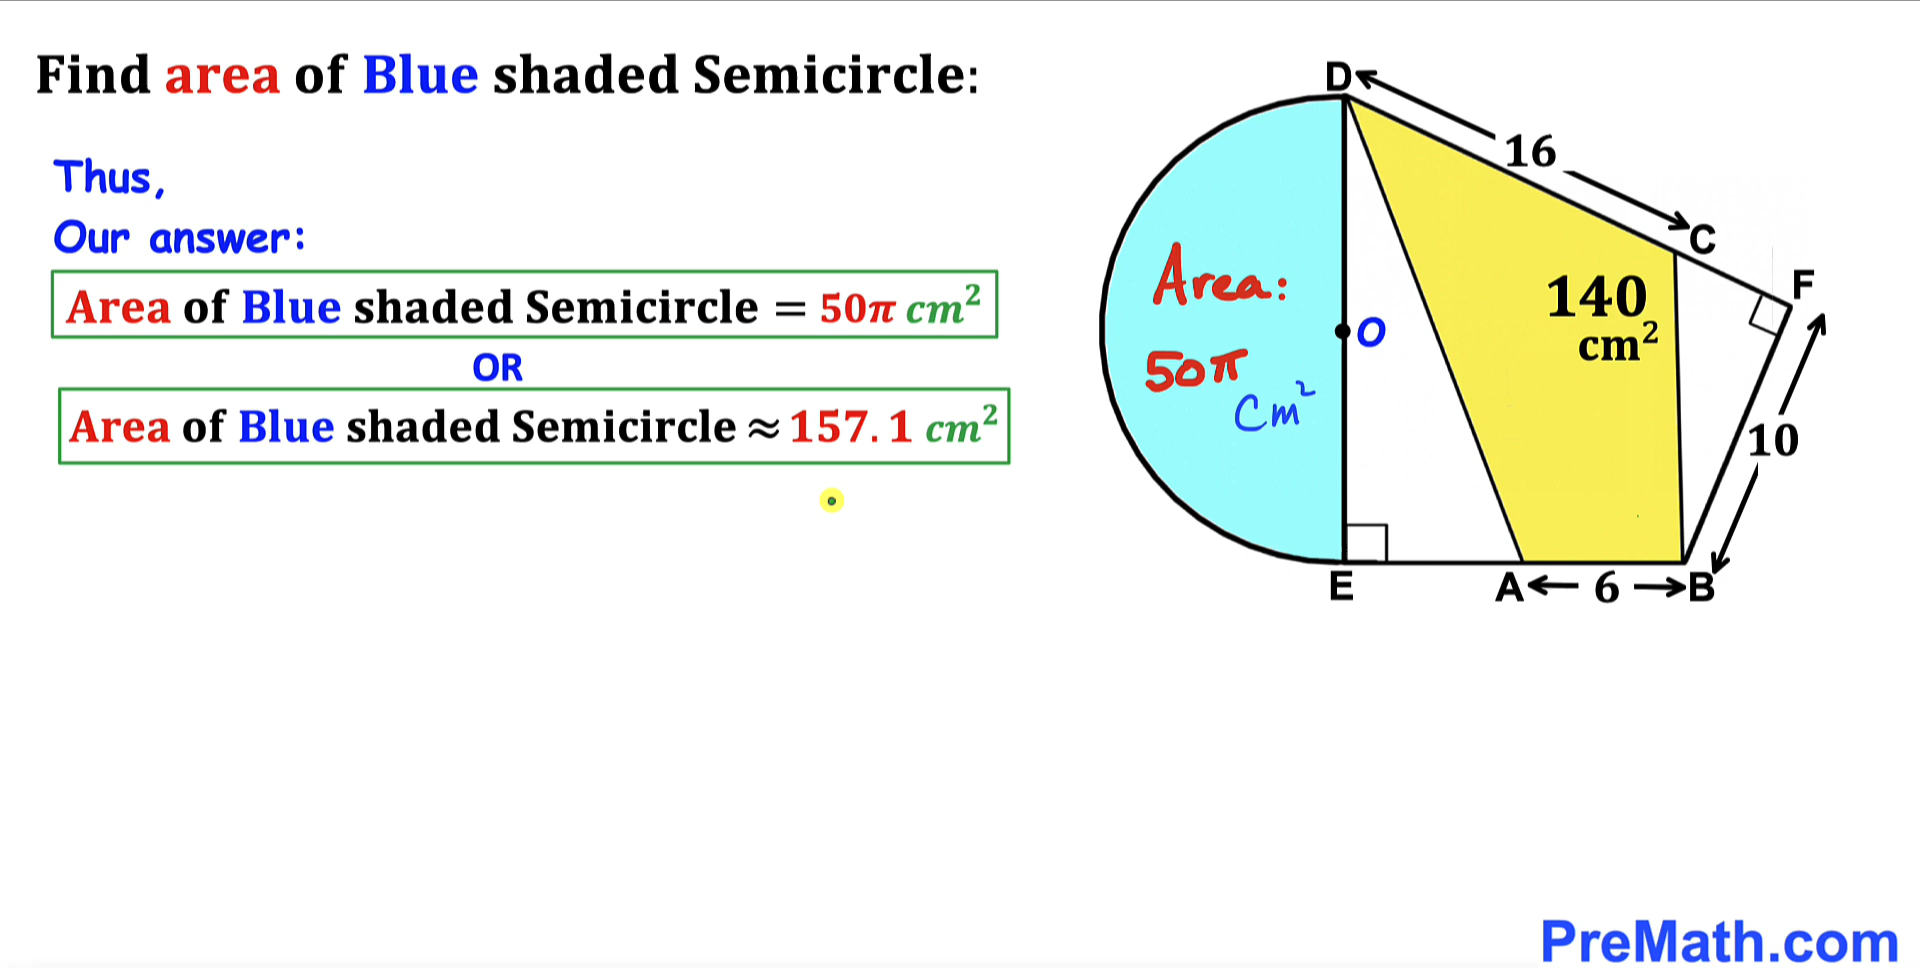 Find area of Blue shaded Semicircle:
Thus,
Our answer:
Area of Blue shaded Semicircle = 50π cm²
OR
Area of Blue shaded Semicircle ≈ 157.1 cm²
D
16
C
F
Area:
50π
cm²
O
140
cm²
10
E
A
6
B
PreMath.com